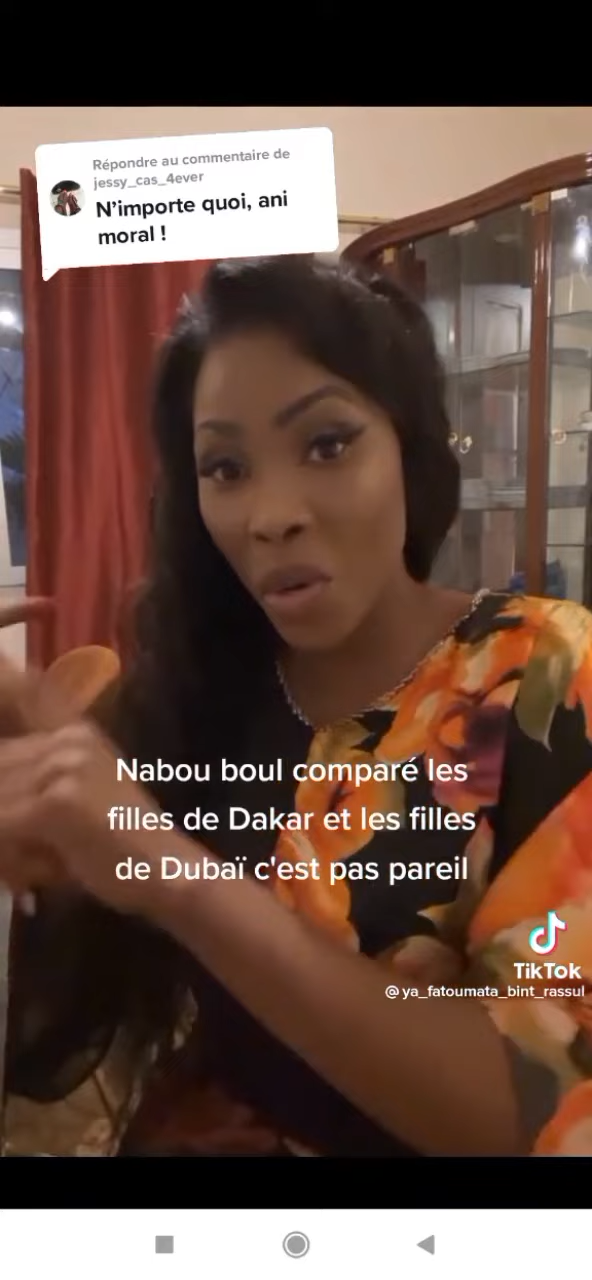 Répondre au commentaire de
jessy_cas_4ever
N'importe quoi, ani
moral !
Nabou boul comparé les
filles de Dakar et les filles
de Dubaï c'est pas pareil
TikTok
@ya_fatoumata_bint_rassul